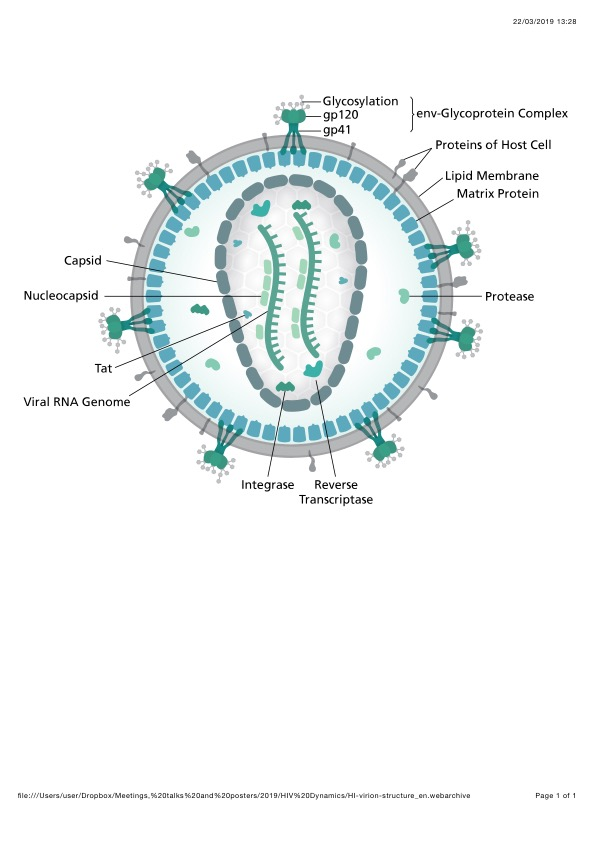 22/03/2019 13:28
Glycosylation
gp120
gp41
env-Glycoprotein Complex
Proteins of Host Cell
Lipid Membrane
Matrix Protein
Capsid
Nucleocapsid
Protease
Tat
Viral RNA Genome
Integrase
Reverse
Transcriptase
file:///Users/user/Dropbox/Meetings,%20talks%20and%20posters/2019/HIV%20Dynamics/HI-virion-structure_en.webarchive
Page 1 of 1